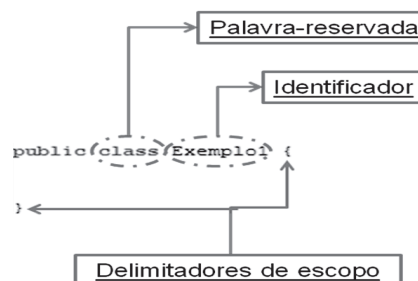 Palavra-reservada
Identificador
public class Exemplo1 {
}
Delimitadores de escopo